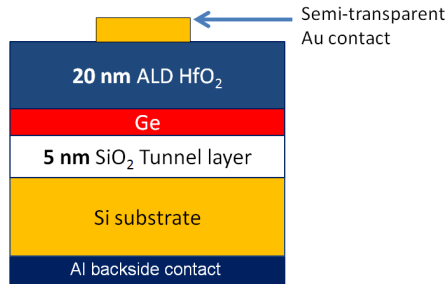 Semi-transparent
Au contact
20 nm ALD HfO₂
Ge
5 nm SiO₂ Tunnel layer
Si substrate
Al backside contact